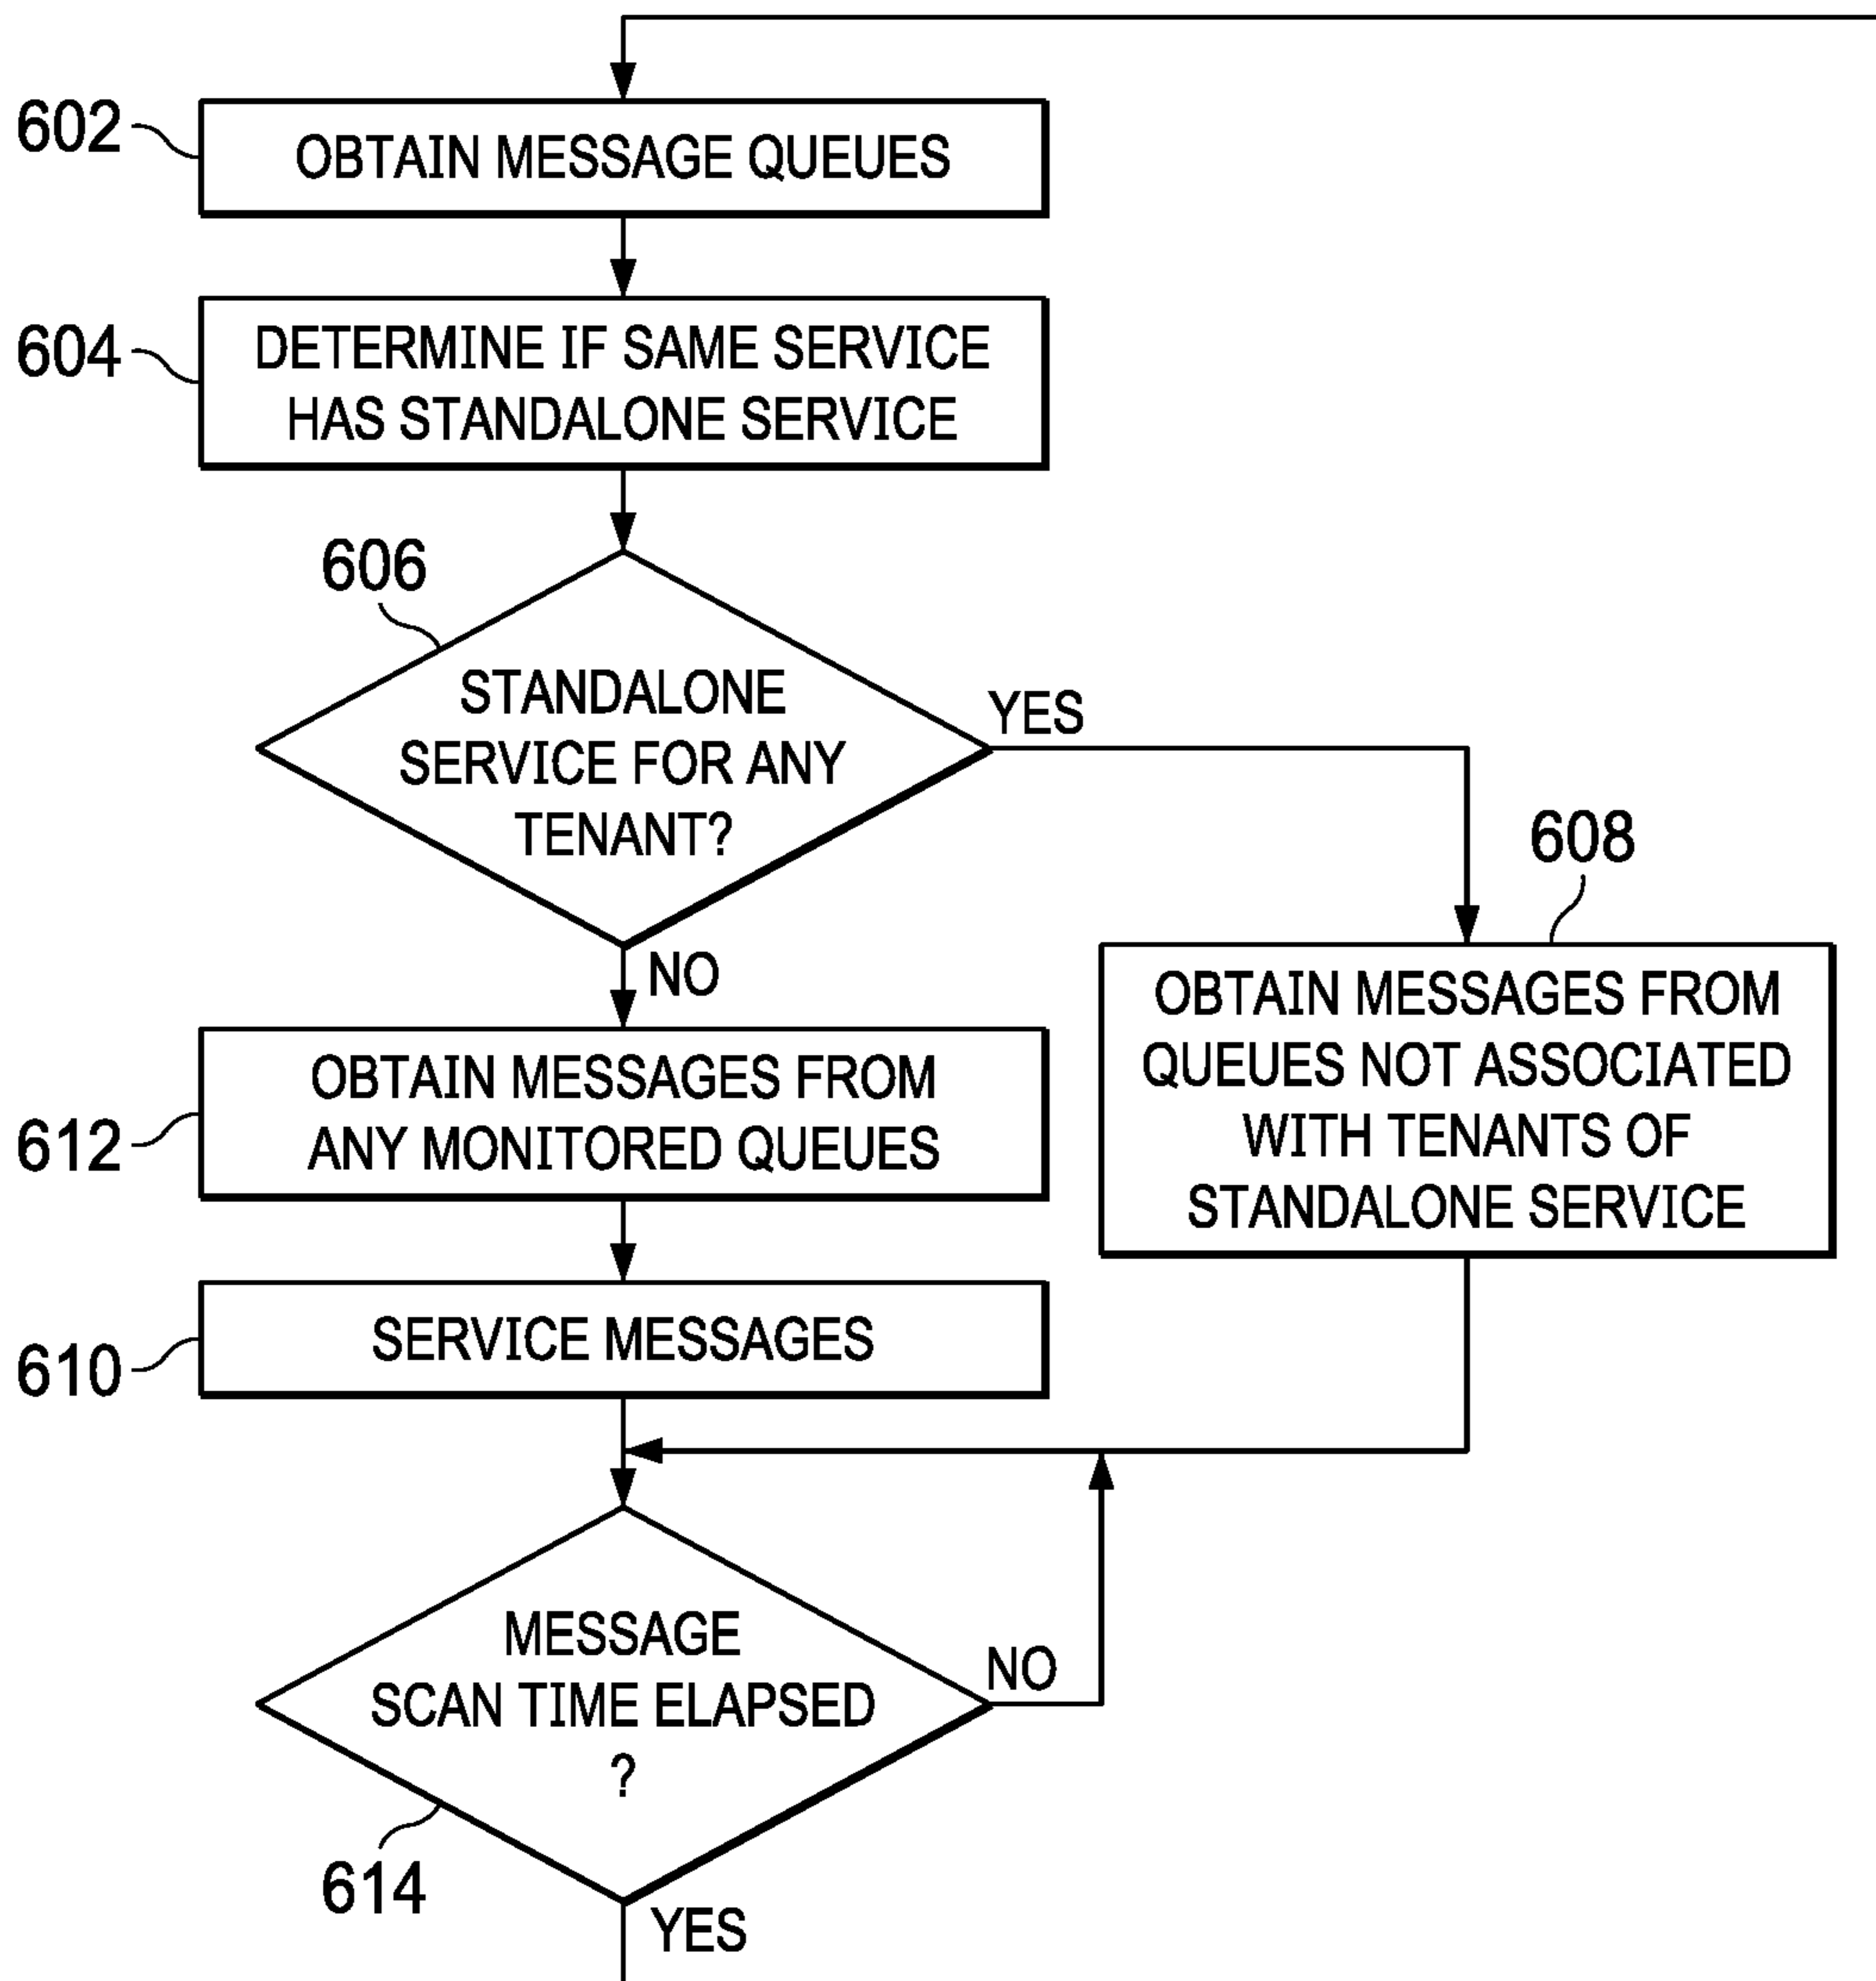 602
OBTAIN MESSAGE QUEUES
604
DETERMINE IF SAME SERVICE
HAS STANDALONE SERVICE
606
STANDALONE
SERVICE FOR ANY
TENANT?
YES
NO
608
OBTAIN MESSAGES FROM
QUEUES NOT ASSOCIATED
WITH TENANTS OF
STANDALONE SERVICE
612
OBTAIN MESSAGES FROM
ANY MONITORED QUEUES
610
SERVICE MESSAGES
MESSAGE
SCAN TIME ELAPSED
?
NO
614
YES